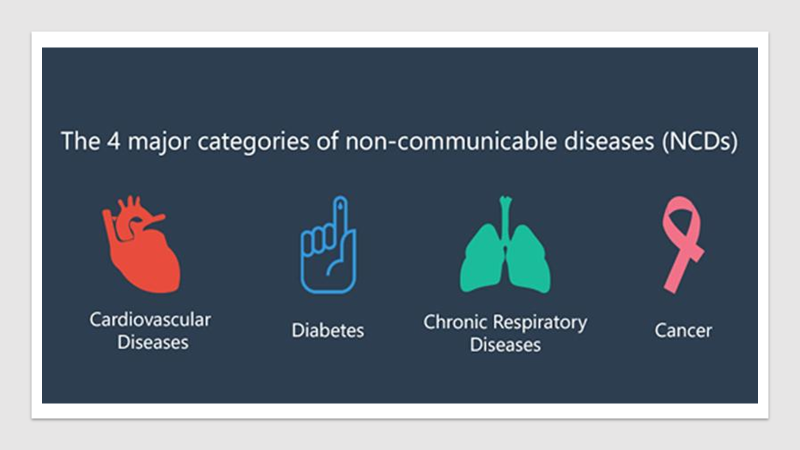 The 4 major categories of non-communicable diseases (NCDs)
Cardiovascular
Diseases
Diabetes
Chronic Respiratory
Diseases
Cancer